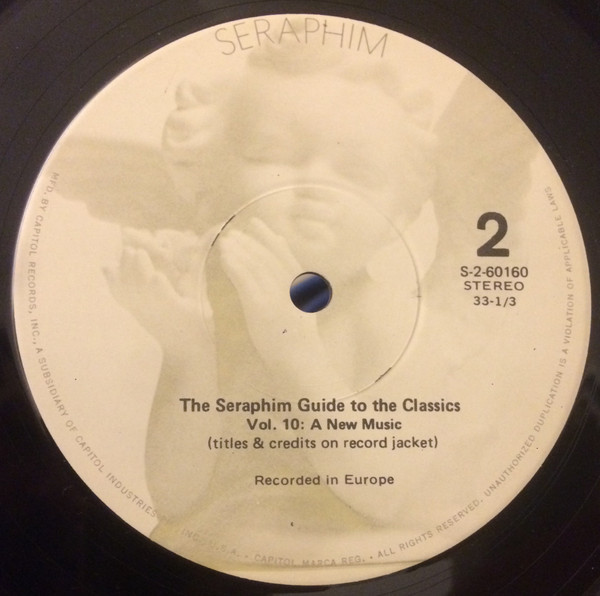 SERAPHIM
2
S-2-60160
STEREO
33-1/3
The Seraphim Guide to the Classics
Vol. 10: A New Music
(titles & credits on record jacket)
Recorded in Europe
MFD. BY CAPITOL RECORDS, INC., A SUBSIDIARY OF CAPITOL INDUSTRIES U.S.A. • CAPITOL MARCA REG. • ALL RIGHTS RESERVED. UNAUTHORIZED DUPLICATION IS A VIOLATION OF APPLICABLE LAWS